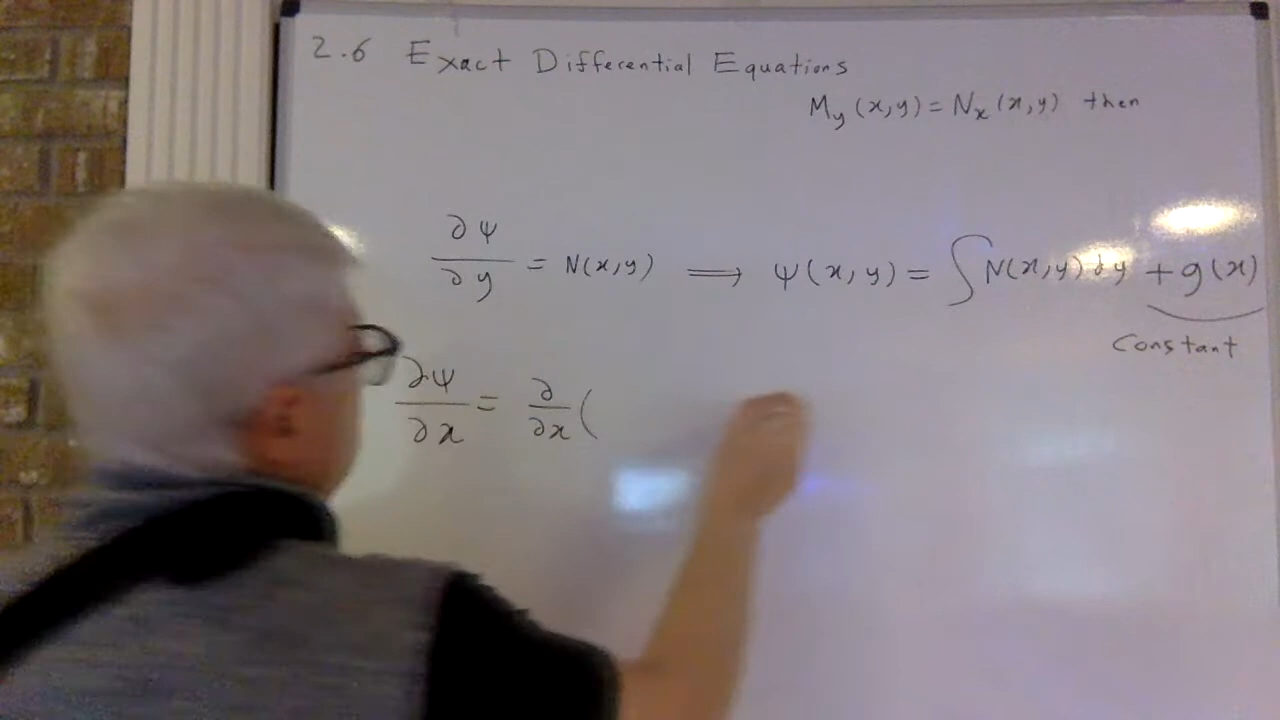 2.6 Exact Differential Equations
My(x,y) = Nx(x,y) then
∂ψ/∂y = N(x,y) ⟹ ψ(x,y) = ∫N(x,y)dy + g(x)
Constant
∂ψ/∂x = ∂/∂x (